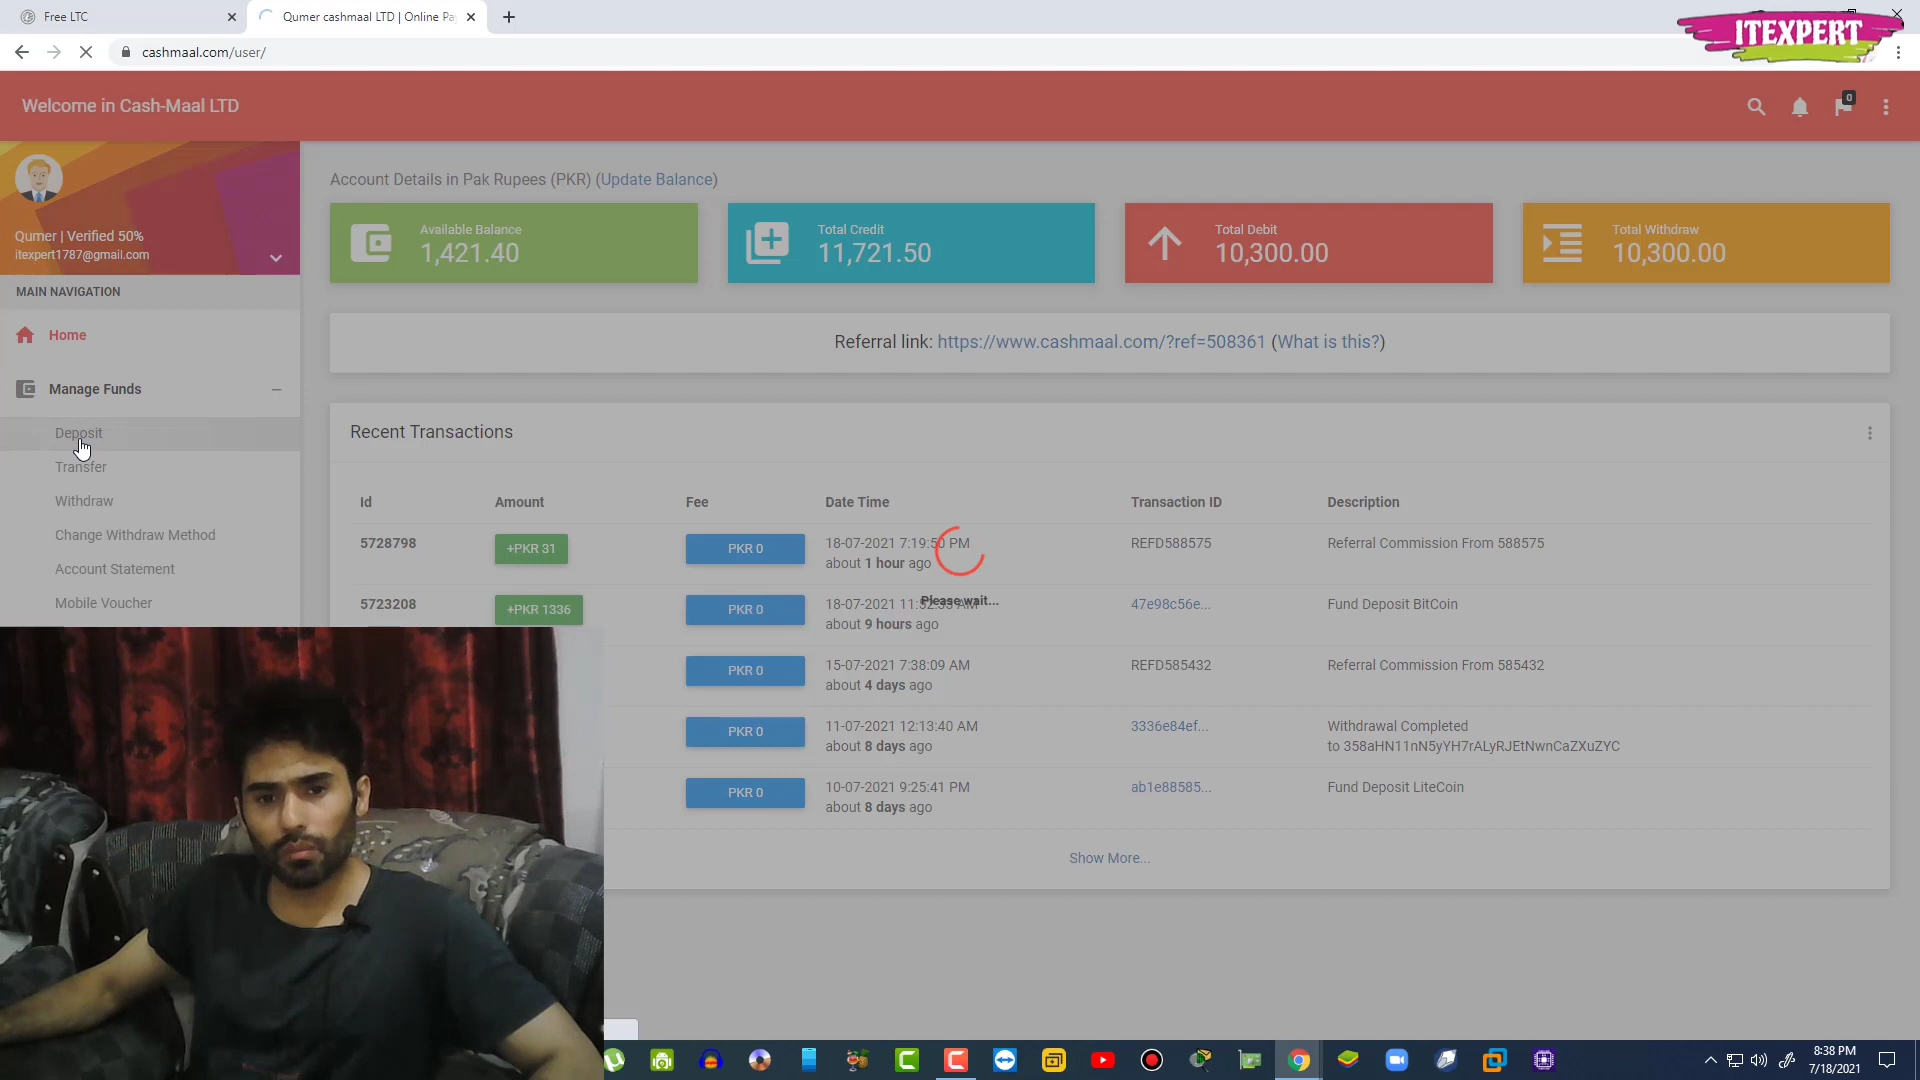 Free LTC
Qumer cashmaal LTD | Online Pa
ITEXPERT
cashmaal.com/user/
Welcome in Cash-Maal LTD
0
Qumer | Verified 50%
itexpert1787@gmail.com
MAIN NAVIGATION
Home
Manage Funds
Deposit
Transfer
Withdraw
Change Withdraw Method
Account Statement
Mobile Voucher
Account Details in Pak Rupees (PKR) (Update Balance)
Available Balance
1,421.40
Total Credit
11,721.50
Total Debit
10,300.00
Total Withdraw
10,300.00
Referral link: https://www.cashmaal.com/?ref=508361 (What is this?)
Recent Transactions
Id Amount Fee Date Time Transaction ID Description
5728798 +PKR 31 PKR 0 18-07-2021 7:19:50 PM REFD588575 Referral Commission From 588575
about 1 hour ago
Please wait...
5723208 +PKR 1336 PKR 0 18-07-2021 47e98c56e... Fund Deposit BitCoin
about 9 hours ago
PKR 0 15-07-2021 7:38:09 AM REFD585432 Referral Commission From 585432
about 4 days ago
PKR 0 11-07-2021 12:13:40 AM 3336e84ef... Withdrawal Completed
about 8 days ago to 358aHN11nN5yYH7rALyRJEtNwnCaZXuZYC
PKR 0 10-07-2021 9:25:41 PM ab1e88585... Fund Deposit LiteCoin
about 8 days ago
Show More...
8:38 PM
7/18/2021